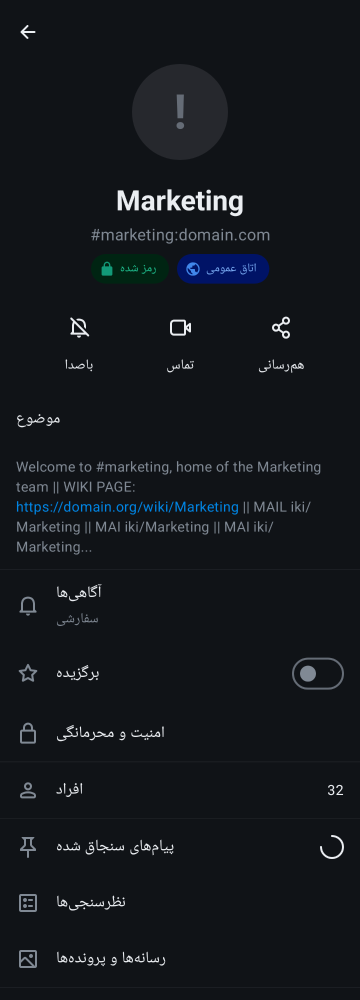 !
Marketing
#marketing:domain.com
رمز شده
اتاق عمومی
باصدا
تماس
هم‌رسانی
موضوع
Welcome to #marketing, home of the Marketing
team || WIKI PAGE:
https://domain.org/wiki/Marketing || MAIL iki/
Marketing || MAI iki/Marketing || MAI iki/
Marketing...
آگاهی‌ها
سفارشی
برگزیده
امنیت و محرمانگی
افراد
32
پیام‌های سنجاق شده
نظرسنجی‌ها
رسانه‌ها و پرونده‌ها